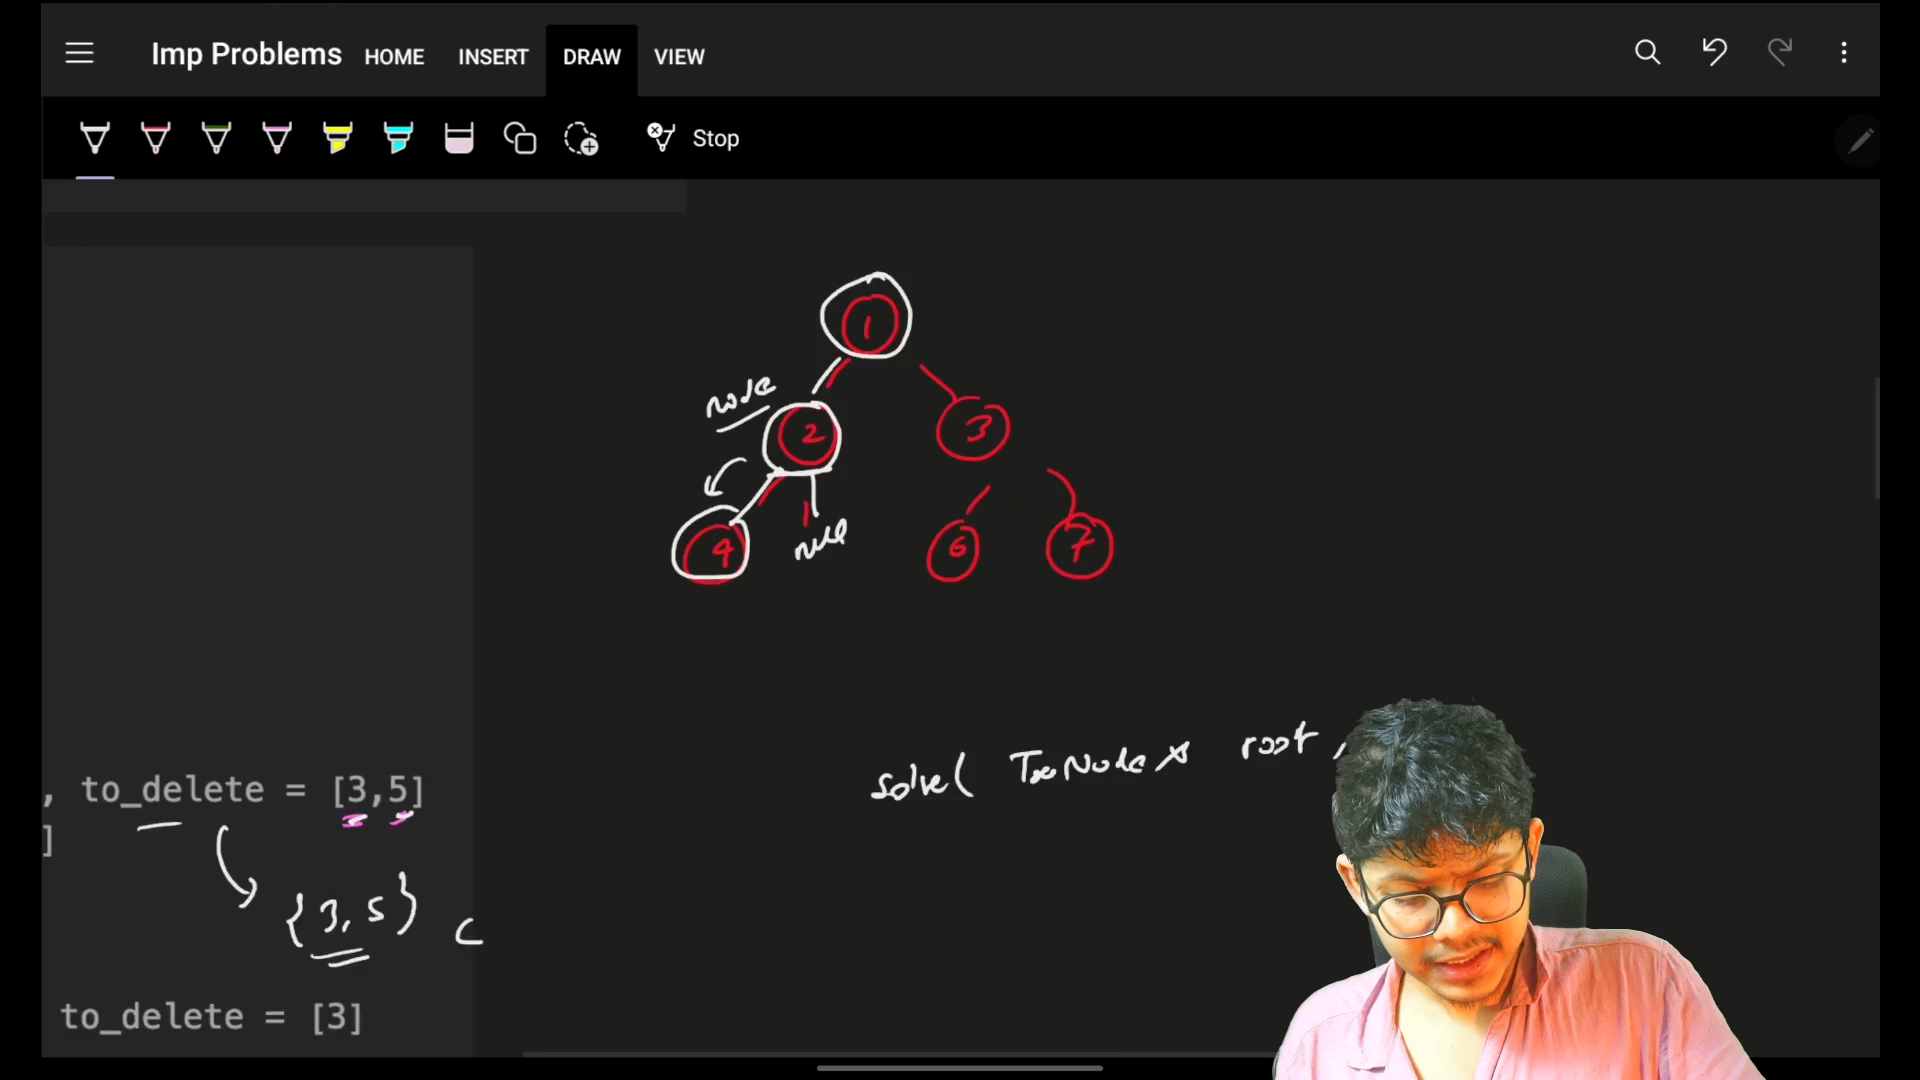 Imp Problems HOME INSERT DRAW VIEW
Stop
1
node
2 3
4 null 6 7
solve( TreeNode* root,
, to_delete = [3,5]
]
{3,5}
to_delete = [3]